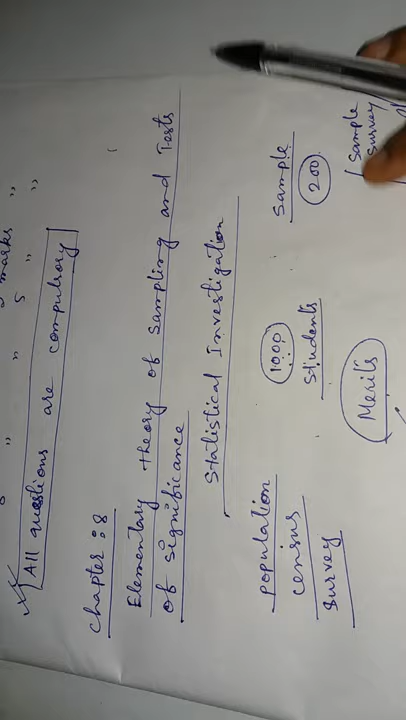 " " 5 "
All questions are compulsory
chapter : 8
Elementary theory of Sampling and Tests
of significance
Statistical Investigation
population 1000 Sample
census Students 200
Survey
Merits Sample
Survey